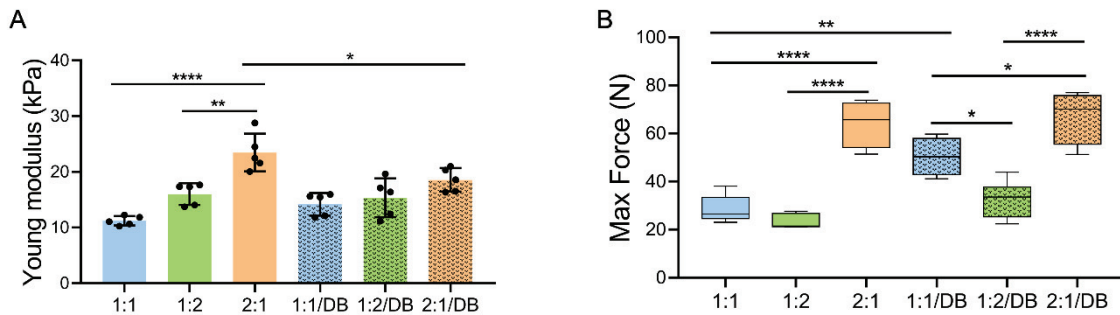 A
Young modulus (kPa)
40
30
20
10
0
****
**
*
1:1
1:2
2:1
1:1/DB
1:2/DB
2:1/DB
B
Max Force (N)
100
80
60
40
20
0
**
****
****
****
*
*
1:1
1:2
2:1
1:1/DB
1:2/DB
2:1/DB